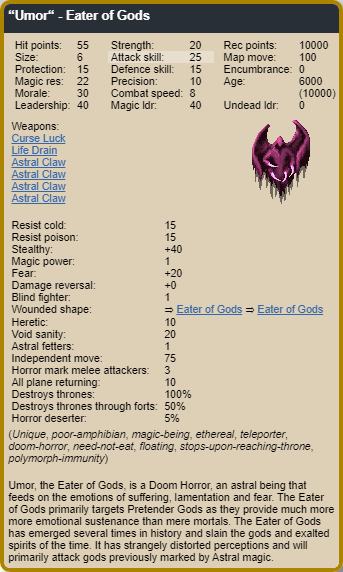 “Umor“ - Eater of Gods
Hit points: 55 Strength: 20 Rec points: 10000
Size: 6 Attack skill: 25 Map move: 100
Protection: 15 Defence skill: 15 Encumbrance: 0
Magic res: 22 Precision: 10 Age: 6000
Morale: 30 Combat speed: 8 (10000)
Leadership: 40 Magic ldr: 40 Undead ldr: 0
Weapons:
Curse Luck
Life Drain
Astral Claw
Astral Claw
Astral Claw
Astral Claw
Resist cold: 15
Resist poison: 15
Stealthy: +40
Magic power: 1
Fear: +20
Damage reversal: +0
Blind fighter: 1
Wounded shape: ⇒ Eater of Gods ⇒ Eater of Gods
Heretic: 10
Void sanity: 20
Astral fetters: 1
Independent move: 75
Horror mark melee attackers: 3
All plane returning: 10
Destroys thrones: 100%
Destroys thrones through forts: 50%
Horror deserter: 5%
(Unique, poor-amphibian, magic-being, ethereal, teleporter,
doom-horror, need-not-eat, floating, stops-upon-reaching-throne,
polymorph-immunity)
Umor, the Eater of Gods, is a Doom Horror, an astral being that
feeds on the emotions of suffering, lamentation and fear. The Eater
of Gods primarily targets Pretender Gods as they provide much more
more emotional sustenance than mere mortals. The Eater of Gods
has emerged several times in history and slain the gods and exalted
spirits of the time. It has strangely distorted perceptions and will
primarily attack gods previously marked by Astral magic.